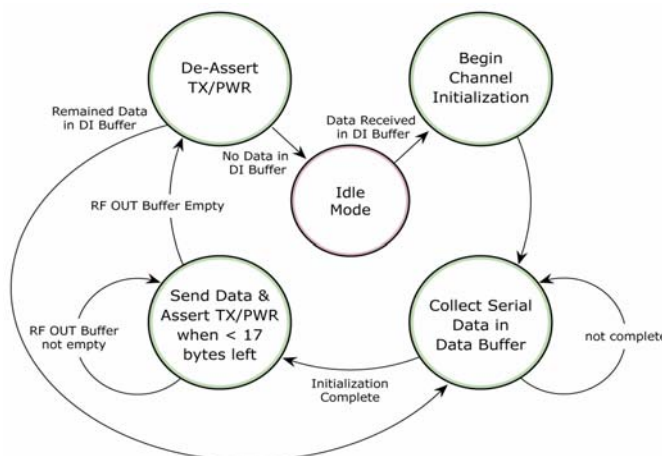 De-Assert
TX/PWR
Begin
Channel
Initialization
Remained Data
in DI Buffer
Data Received
in DI Buffer
No Data in
DI Buffer
Idle
Mode
RF OUT Buffer Empty
Send Data &
Assert TX/PWR
when < 17
bytes left
Collect Serial
Data in
Data Buffer
RF OUT Buffer
not empty
not complete
Initialization
Complete